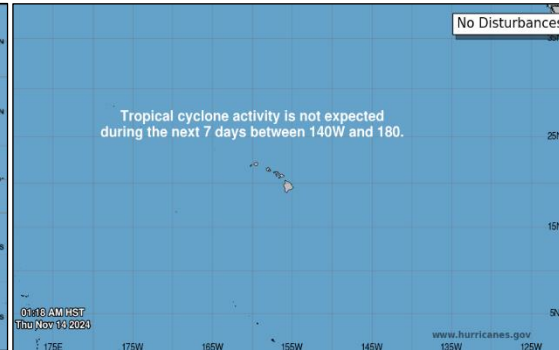 No Disturbances
Tropical cyclone activity is not expected
during the next 7 days between 140W and 180.
25N
15N
5N
01:18 AM HST
Thu Nov 14 2024
www.hurricanes.gov
175E
175W
165W
155W
145W
135W
125W